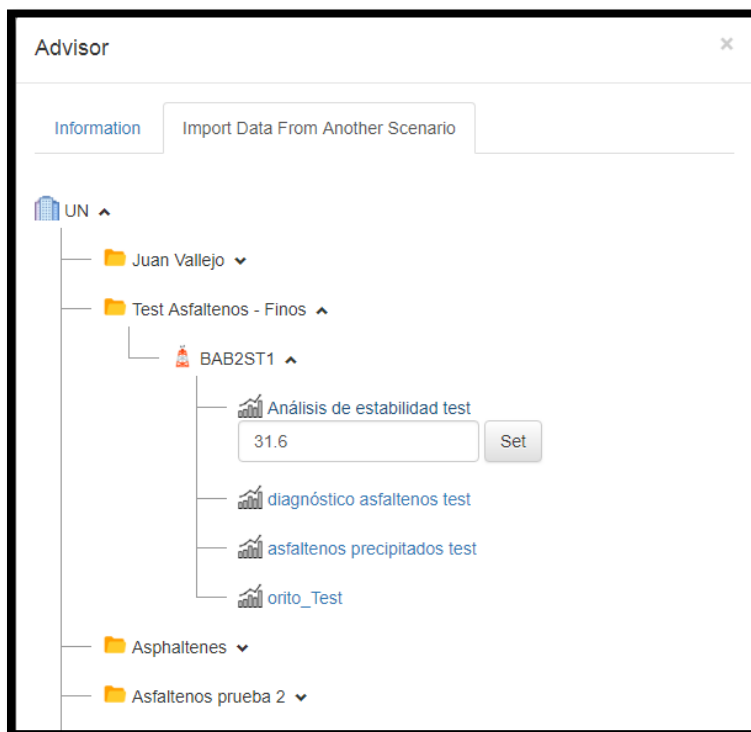 Advisor ×
Information Import Data From Another Scenario
UN
Juan Vallejo
Test Asfaltenos - Finos
BAB2ST1
Análisis de estabilidad test
31.6 Set
diagnóstico asfaltenos test
asfaltenos precipitados test
orito_Test
Asphaltenes
Asfaltenos prueba 2